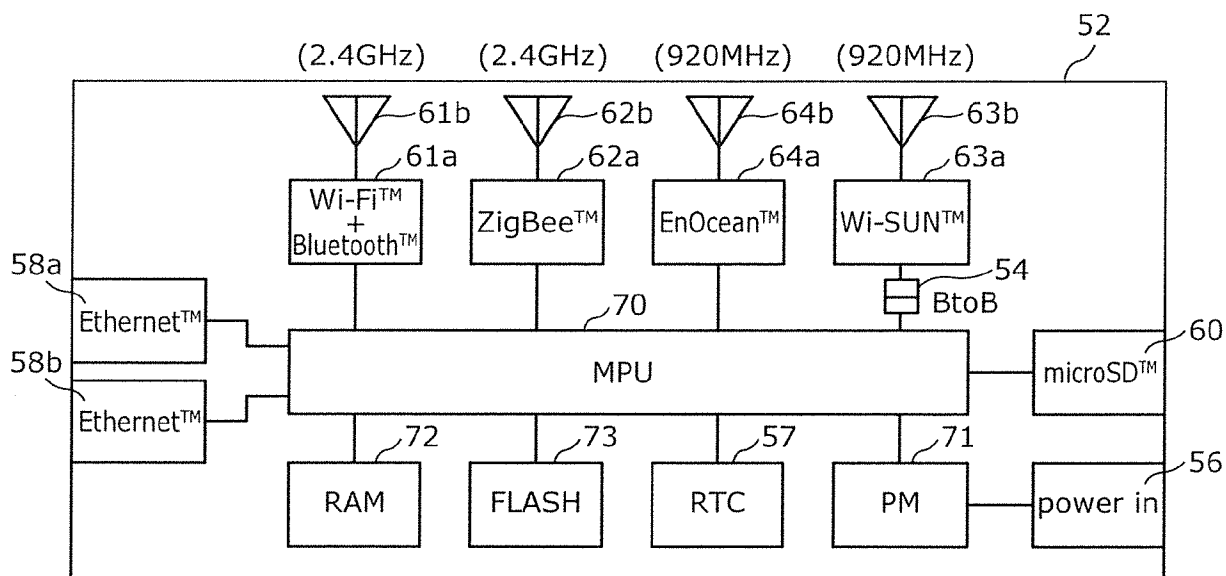 52
(2.4GHz) (2.4GHz) (920MHz) (920MHz)
61b 62b 64b 63b
61a 62a 64a 63a
Wi-Fi™
+
Bluetooth™
ZigBee™
EnOcean™
Wi-SUN™
54
BtoB
58a
Ethernet™
70
MPU
60
microSD™
58b
Ethernet™
72 73 57 71 56
RAM FLASH RTC PM power in